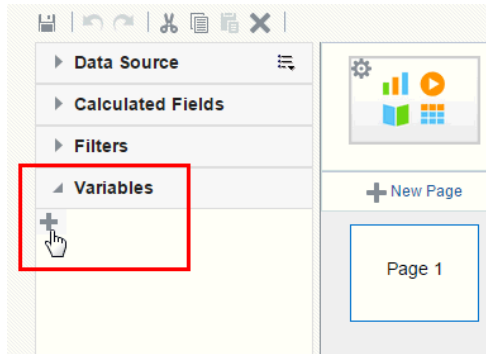 Data Source
Calculated Fields
Filters
Variables
New Page
Page 1